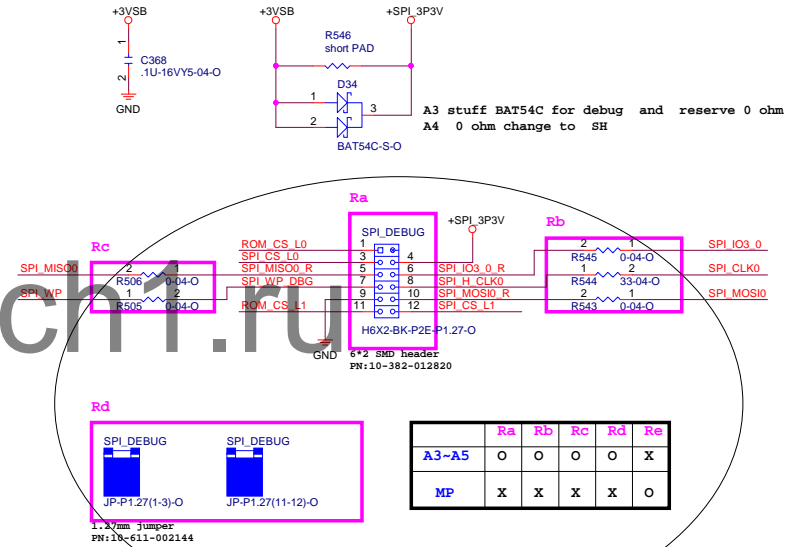 +3VSB
+3VSB
+SPI_3P3V
1
C368
.1U-16VY5-04-O
2
GND
R546
short PAD
D34
1
3
2
BAT54C-S-O
A3 stuff BAT54C for debug and reserve 0 ohm
A4 0 ohm change to SH
Ra
SPI_DEBUG
+SPI_3P3V
Rc
Rb
ROM_CS_L0 1
SPI_CS_L0 3 4
SPI_MISO0_R 5 6 SPI_IO3_0_R
SPI_WP_DBG 7 8 SPI_H_CLK0
9 10 SPI_MOSI0_R
ROM_CS_L1 11 12 SPI_CS_L1
SPI_MISO0 2 1
R506 0-04-O
SPI_WP 1 2
R505 0-04-O
2 1 SPI_IO3_0
R545 0-04-O
1 2 SPI_CLK0
R544 33-04-O
2 1 SPI_MOSI0
R543 0-04-O
H6X2-BK-P2E-P1.27-O
GND
6*2 SMD header
PN:10-382-012820
ch1.ru
Rd
SPI_DEBUG SPI_DEBUG
JP-P1.27(1-3)-O JP-P1.27(11-12)-O
1.27mm jumper
PN:10-611-002144
Ra Rb Rc Rd Re
A3~A5 O O O O X
MP X X X X O